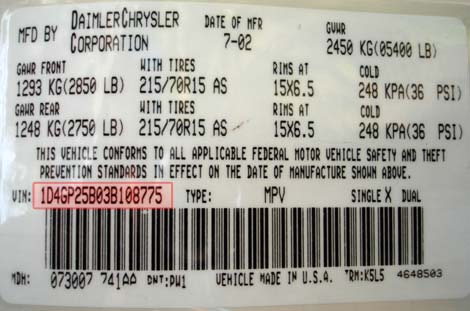 MFD BY DAIMLERCHRYSLER CORPORATION DATE OF MFR 7-02 GVWR 2450 KG(05400 LB)
GAWR FRONT WITH TIRES RIMS AT COLD
1293 KG(2850 LB) 215/70R15 AS 15X6.5 248 KPA(36 PSI)
GAWR REAR WITH TIRES RIMS AT COLD
1248 KG(2750 LB) 215/70R15 AS 15X6.5 248 KPA(36 PSI)
THIS VEHICLE CONFORMS TO ALL APPLICABLE FEDERAL MOTOR VEHICLE SAFETY AND THEFT
PREVENTION STANDARDS IN EFFECT ON THE DATE OF MANUFACTURE SHOWN ABOVE.
VIN: 1D4GP25B03B108775 TYPE: MPV SINGLE X DUAL
MDH: 073007 741AA PNT:PW1 VEHICLE MADE IN U.S.A. TRM:K5L5 4648503